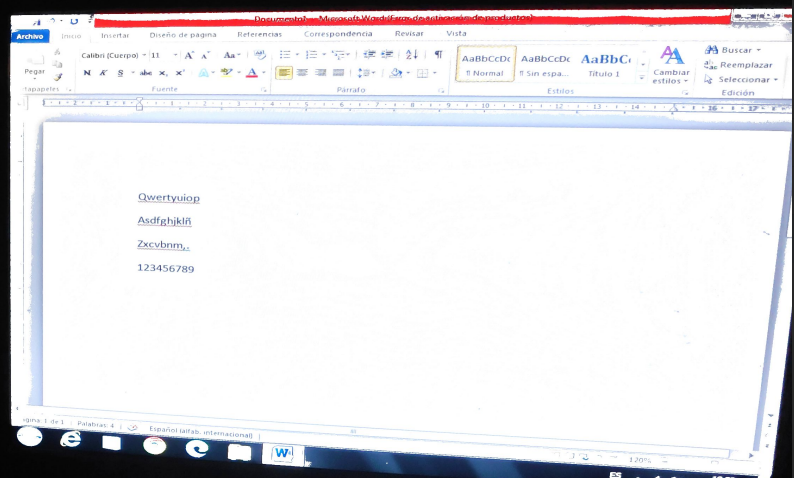 Documento1 - Microsoft Word (Error de activación de productos)
Archivo Inicio Insertar Diseño de página Referencias Correspondencia Revisar Vista
Calibri (Cuerpo) 11 A A Aa
Pegar
N K S abe x, x² A
AaBbCcDc AaBbCcDc AaBbC
¶ Normal ¶ Sin espa... Título 1
Cambiar estilos
Buscar
Reemplazar
Seleccionar
Fuente Párrafo Estilos Edición
Qwertyuiop
Asdfghjklñ
Zxcvbnm,.
123456789
Página: 1 de 1 Palabras: 4 Español (alfab. internacional) 120%
ES